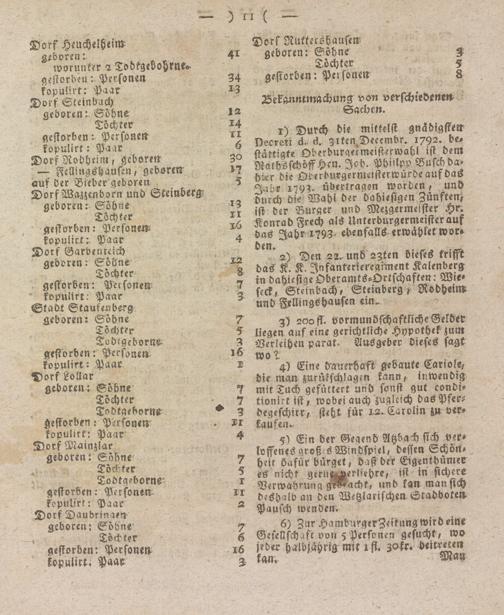 — ) 11 ( —
Dorf Heuchelheim
geboren: 41
worunter 2 Todtgebohrne.
gestorben: Personen 34
kopulirt: Paar 13
Dorf Steinbach
geboren: Söhne 12
Töchter 14
gestorben: Personen 11
kopulirt: Paar 6
Dorf Rodheim, geboren 30
— Fellingshausen, geboren 17
auf der Bieber geboren 5
Dorf Watzenborn und Steinberg
geboren: Söhne 13
Töchter 11
gestorben: Personen 16
kopulirt: Paar 4
Dorf Garbenteich
geboren: Söhne 12
Töchter 8
gestorben: Personen 7
kopulirt: Paar 3
Stadt Staufenberg
geboren: Söhne 7
Töchter 5
Todtgeborne 3
gestorben: Personen 16
kopulirt: Paar 1
Dorf Lollar
geboren: Söhne 7
Töchter 7
Todtgeborne 3
gestorben: Personen 11
kopulirt: Paar 4
Dorf Mainzlar
geboren: Söhne 7
Töchter 5
Todtgeborne 1
gestorben: Personen 11
kopulirt: Paar 2
Dorf Daubringen
geboren: Söhne 7
Töchter 6
gestorben: Personen 16
kopulirt: Paar 3
Dorf Ruttershausen
geboren: Söhne 3
Töchter 5
gestorben: Personen 8
Bekanntmachung von verschiedenen
Sachen.
1) Durch die mittelst gnädigsten
Decreti d. d. 31ten Decembr. 1792. be-
stättigte Oberburgermeisterwahl ist dem
Rathsschöff Hen. Joh. Philipp Busch da-
hier die Oberburgermeisterwürde auf das
Jahr 1793. übertragen worden, und
durch die Wahl der dahiesigen Zünften,
ist der Burger und Mezgermeister Hr.
Konrad Frech als Unterburgermeister auf
das Jahr 1793. ebenfalls erwählet wor-
den.
2) Den 22. und 23ten dieses trifft
das K. K. Infanterieregiment Kalenberg
in dahiesige Oberamts-Ortschaften: Wie-
seck, Steinbach, Steinberg, Rodheim
und Fellingshausen ein.
3) 200 fl. vormundschaftliche Gelder
liegen auf eine gerichtliche Hypothek zum
Verleihen parat. Ausgeber dieses sagt
wo?
4) Eine dauerhaft gebaute Cariole,
die man zurückschlagen kann, inwendig
mit Tuch gefüttert und sonst gut condi-
tionirt ist, wobei auch zugleich das Pfer-
degeschirr, steht für 12. Carolin zu ver-
kaufen.
5) Ein der Gegend Atzbach sich ver-
loffenes großes Windspiel, dessen Schön-
heit dafür bürget, daß der Eigenthümer
es nicht gerne verliehre, ist in sichere
Verwahrung gebracht, und kan man sich
deshalb an den Wetzlarischen Stadtboten
Pausch wenden.
6) Zur Hamburger Zeitung wird eine
Gesellschaft von 5 Personen gesucht, wo
jeder halbjährig mit 1 fl. 30kr. beitreten
kan. Man